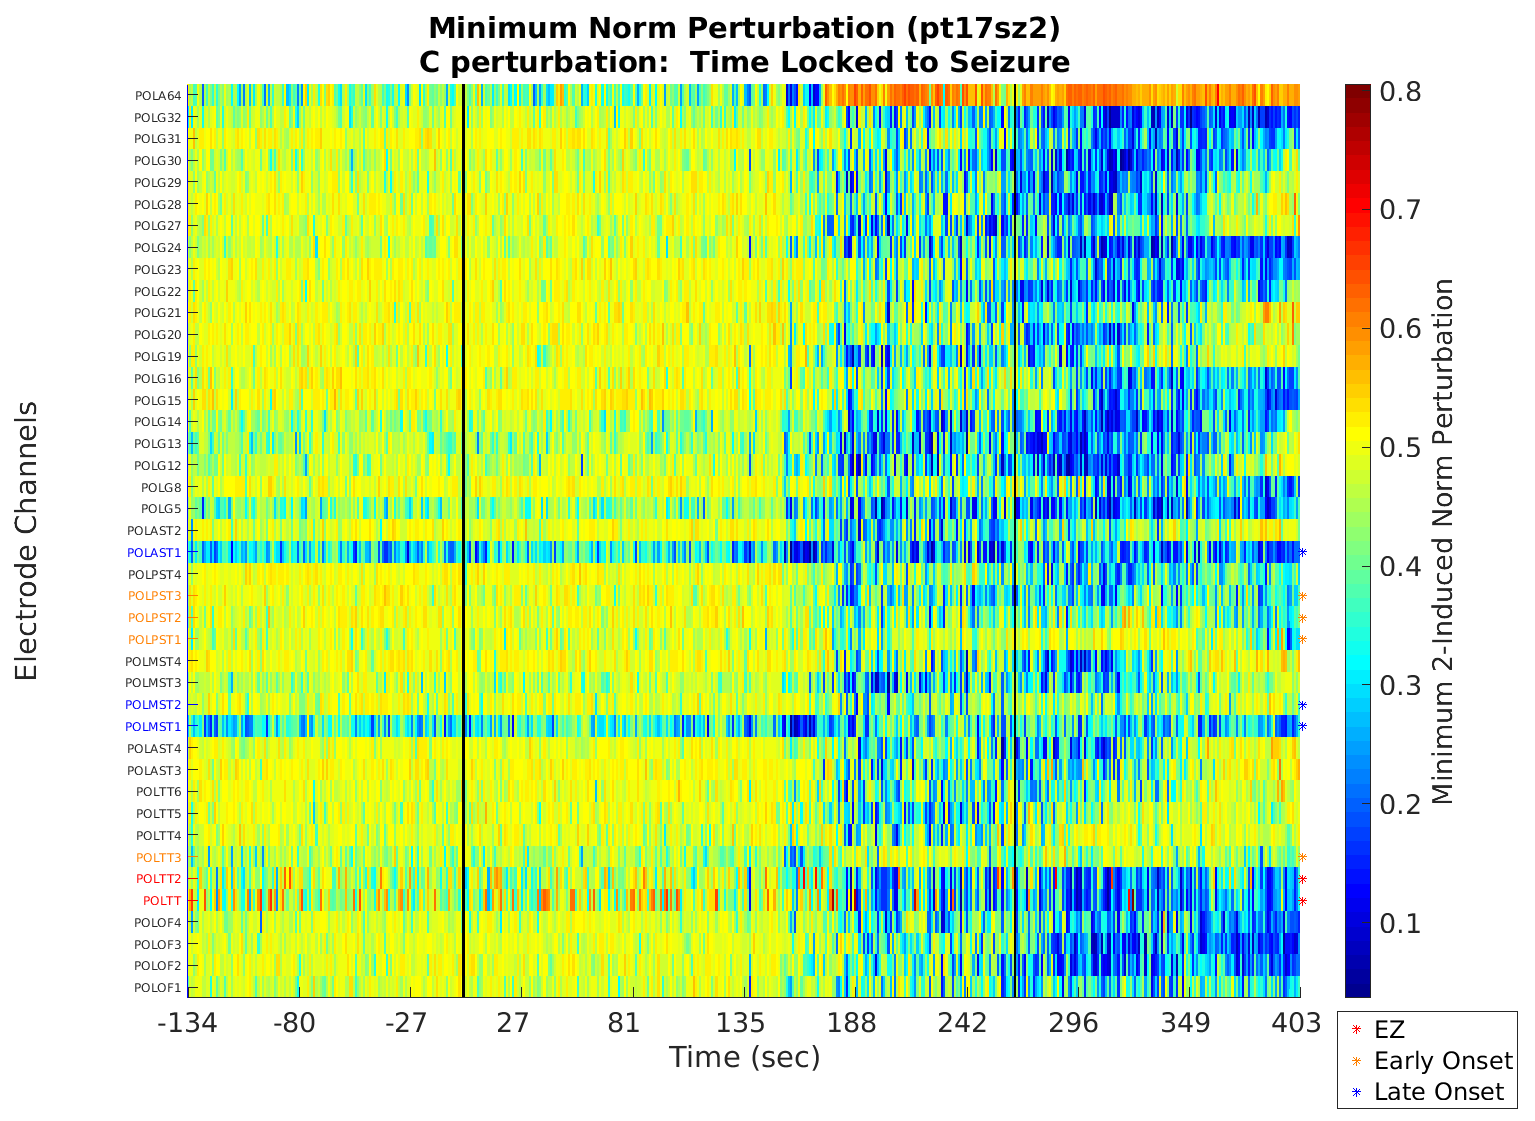 Minimum Norm Perturbation (pt17sz2)
C perturbation:  Time Locked to Seizure
Electrode Channels
POLA64
POLG32
POLG31
POLG30
POLG29
POLG28
POLG27
POLG24
POLG23
POLG22
POLG21
POLG20
POLG19
POLG16
POLG15
POLG14
POLG13
POLG12
POLG8
POLG5
POLAST2
POLAST1
POLPST4
POLPST3
POLPST2
POLPST1
POLMST4
POLMST3
POLMST2
POLMST1
POLAST4
POLAST3
POLTT6
POLTT5
POLTT4
POLTT3
POLTT2
POLTT
POLOF4
POLOF3
POLOF2
POLOF1
-134 -80 -27 27 81 135 188 242 296 349 403
Time (sec)
0.8
0.7
0.6
0.5
0.4
0.3
0.2
0.1
Minimum 2-Induced Norm Perturbation
EZ
Early Onset
Late Onset